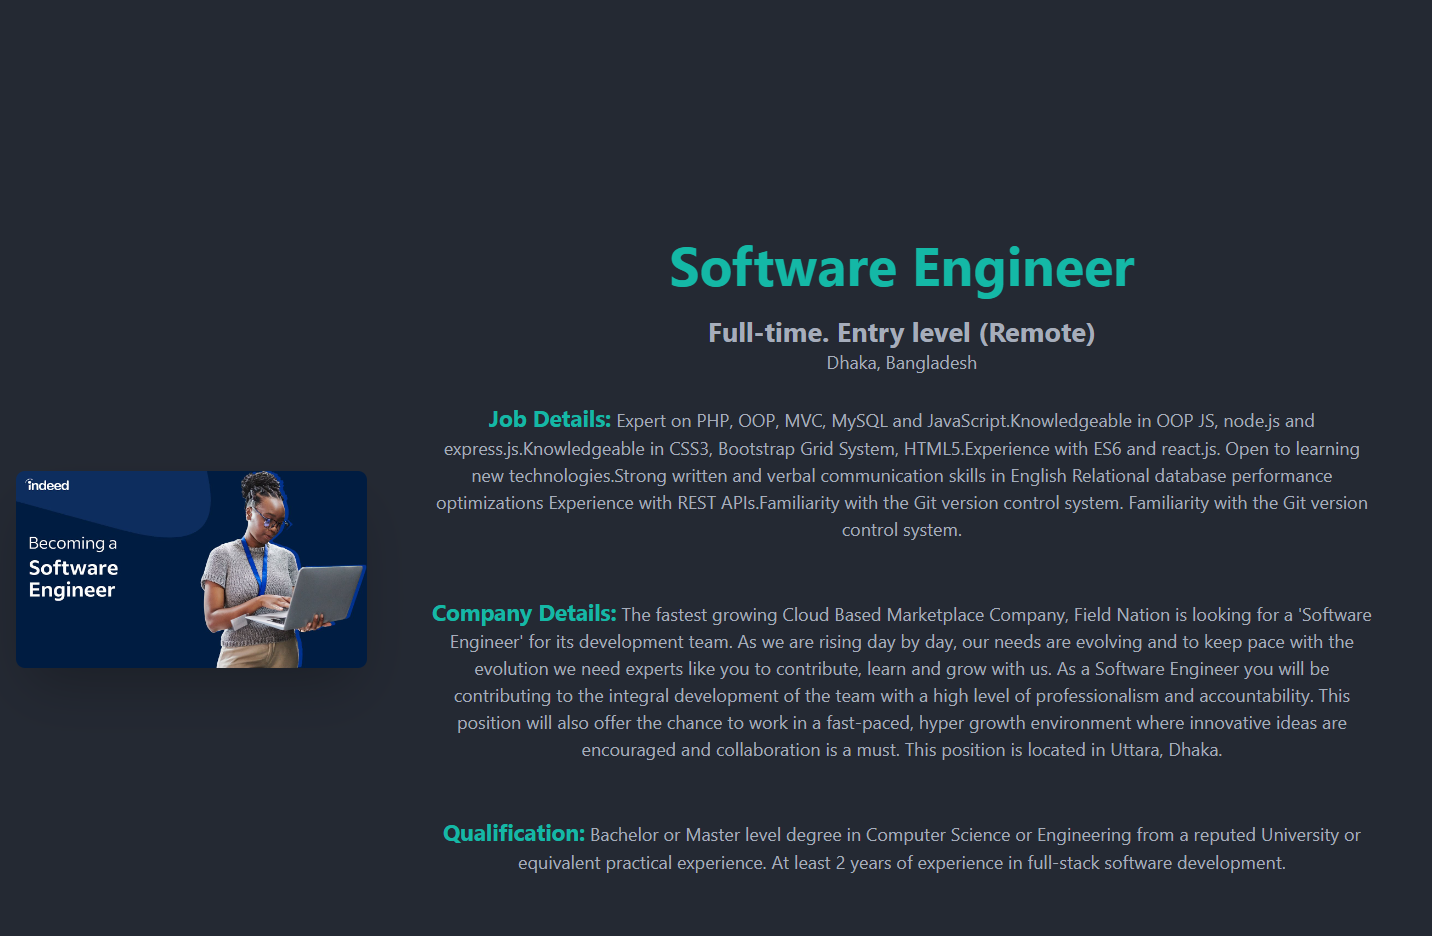 Software Engineer
Full-time. Entry level (Remote)
Dhaka, Bangladesh
Job Details: Expert on PHP, OOP, MVC, MySQL and JavaScript.Knowledgeable in OOP JS, node.js and
express.js.Knowledgeable in CSS3, Bootstrap Grid System, HTML5.Experience with ES6 and react.js. Open to learning
new technologies.Strong written and verbal communication skills in English Relational database performance
optimizations Experience with REST APIs.Familiarity with the Git version control system. Familiarity with the Git version
control system.
indeed
Becoming a
Software
Engineer
Company Details: The fastest growing Cloud Based Marketplace Company, Field Nation is looking for a 'Software
Engineer' for its development team. As we are rising day by day, our needs are evolving and to keep pace with the
evolution we need experts like you to contribute, learn and grow with us. As a Software Engineer you will be
contributing to the integral development of the team with a high level of professionalism and accountability. This
position will also offer the chance to work in a fast-paced, hyper growth environment where innovative ideas are
encouraged and collaboration is a must. This position is located in Uttara, Dhaka.
Qualification: Bachelor or Master level degree in Computer Science or Engineering from a reputed University or
equivalent practical experience. At least 2 years of experience in full-stack software development.